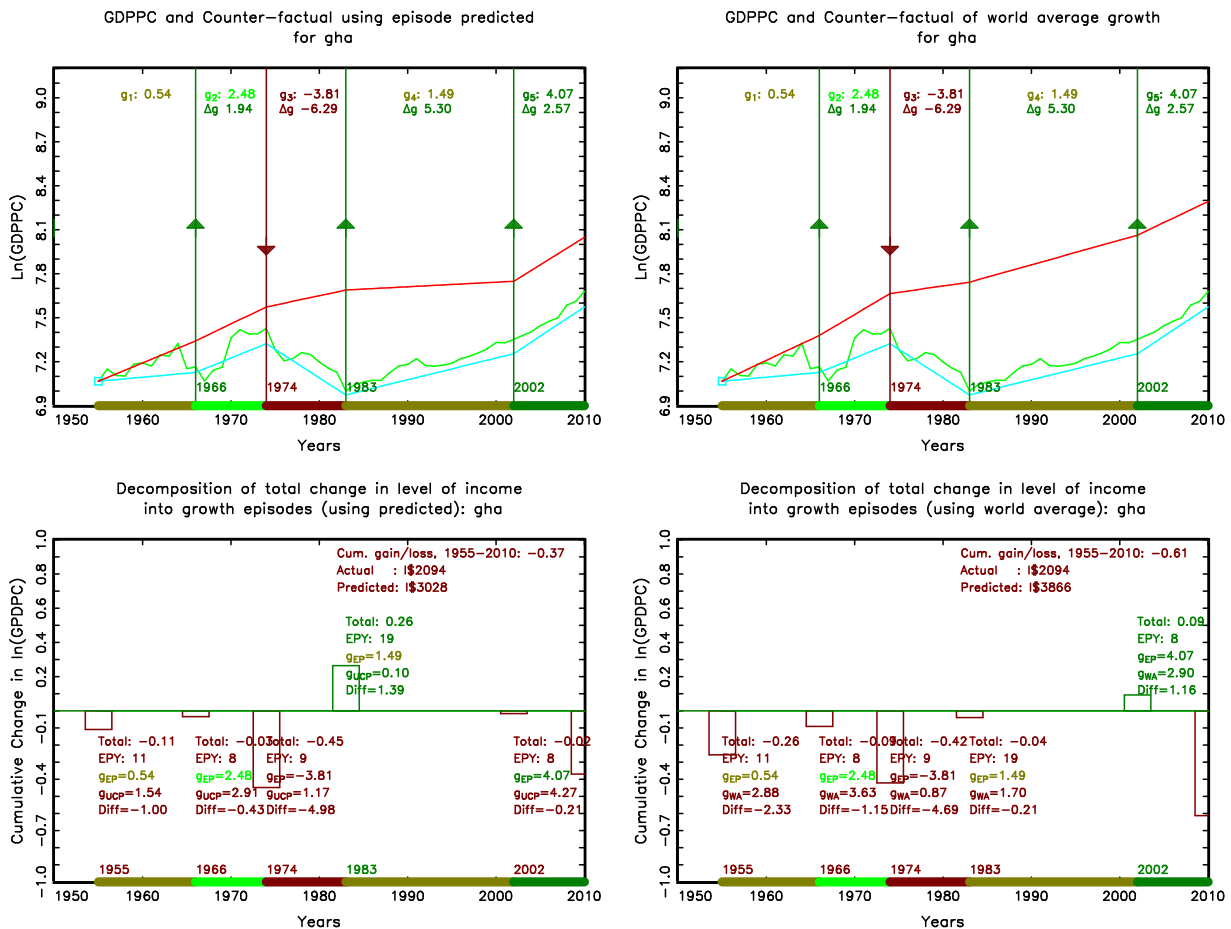 GDPPC and Counter-factual using episode predicted
for gha
g1: 0.54
g2: 2.48
Δg 1.94
g3: -3.81
Δg -6.29
g4: 1.49
Δg 5.30
g5: 4.07
Δg 2.57
Ln(GDPPC)
9.0
8.7
8.4
8.1
7.8
7.5
7.2
6.9
1966
1974
1983
2002
1950
1960
1970
1980
1990
2000
2010
Years
GDPPC and Counter-factual of world average growth
for gha
g1: 0.54
g2: 2.48
Δg 1.94
g3: -3.81
Δg -6.29
g4: 1.49
Δg 5.30
g5: 4.07
Δg 2.57
Ln(GDPPC)
9.0
8.7
8.4
8.1
7.8
7.5
7.2
6.9
1966
1974
1983
2002
1950
1960
1970
1980
1990
2000
2010
Years
Decomposition of total change in level of income
into growth episodes (using predicted): gha
Cum. gain/loss, 1955-2010: -0.37
Actual : I$2094
Predicted: I$3028
Total: 0.26
EPY: 19
gEP=1.49
gUCP=0.10
Diff=1.39
Total: -0.11
EPY: 11
gEP=0.54
gUCP=1.54
Diff=-1.00
Total: -0.03
EPY: 8
gEP=2.48
gUCP=2.91
Diff=-0.43
Total: -0.45
EPY: 9
gEP=-3.81
gUCP=1.17
Diff=-4.98
Total: -0.02
EPY: 8
gEP=4.07
gUCP=4.27
Diff=-0.21
Cumulative Change in ln(GPDPC)
1.0
0.8
0.6
0.4
0.2
-0.1
-0.4
-0.7
-1.0
1955
1966
1974
1983
2002
1950
1960
1970
1980
1990
2000
2010
Years
Decomposition of total change in level of income
into growth episodes (using world average): gha
Cum. gain/loss, 1955-2010: -0.61
Actual : I$2094
Predicted: I$3866
Total: 0.09
EPY: 8
gEP=4.07
gWA=2.90
Diff=1.16
Total: -0.26
EPY: 11
gEP=0.54
gWA=2.88
Diff=-2.33
Total: -0.09
EPY: 8
gEP=2.48
gWA=3.63
Diff=-1.15
Total: -0.42
EPY: 9
gEP=-3.81
gWA=0.87
Diff=-4.69
Total: -0.04
EPY: 19
gEP=1.49
gWA=1.70
Diff=-0.21
Cumulative Change in ln(GPDPC)
1.0
0.8
0.6
0.4
0.2
-0.1
-0.4
-0.7
-1.0
1955
1966
1974
1983
2002
1950
1960
1970
1980
1990
2000
2010
Years